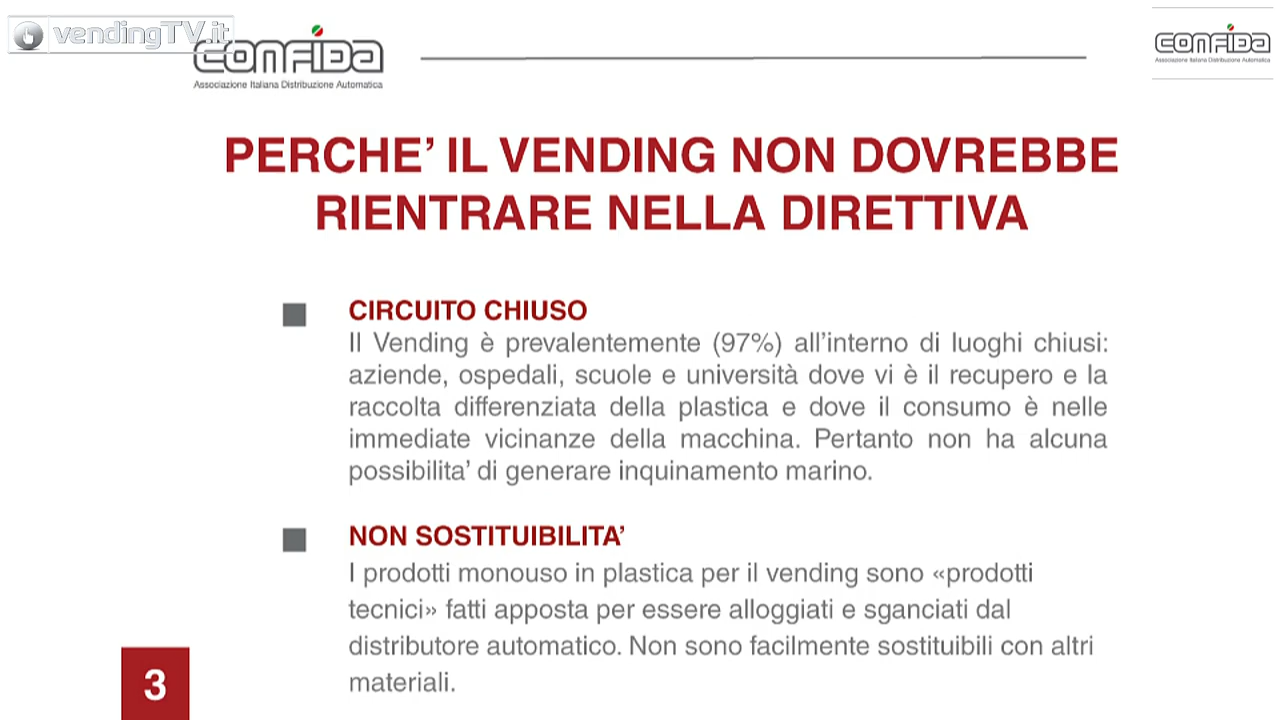 vendingTV.it
CONFIDA
Associazione Italiana Distribuzione Automatica
CONFIDA
Associazione Italiana Distribuzione Automatica
PERCHE’ IL VENDING NON DOVREBBE
RIENTRARE NELLA DIRETTIVA
CIRCUITO CHIUSO
Il Vending è prevalentemente (97%) all’interno di luoghi chiusi:
aziende, ospedali, scuole e università dove vi è il recupero e la
raccolta differenziata della plastica e dove il consumo è nelle
immediate vicinanze della macchina. Pertanto non ha alcuna
possibilita’ di generare inquinamento marino.
NON SOSTITUIBILITA’
I prodotti monouso in plastica per il vending sono «prodotti
tecnici» fatti apposta per essere alloggiati e sganciati dal
distributore automatico. Non sono facilmente sostituibili con altri
materiali.
3